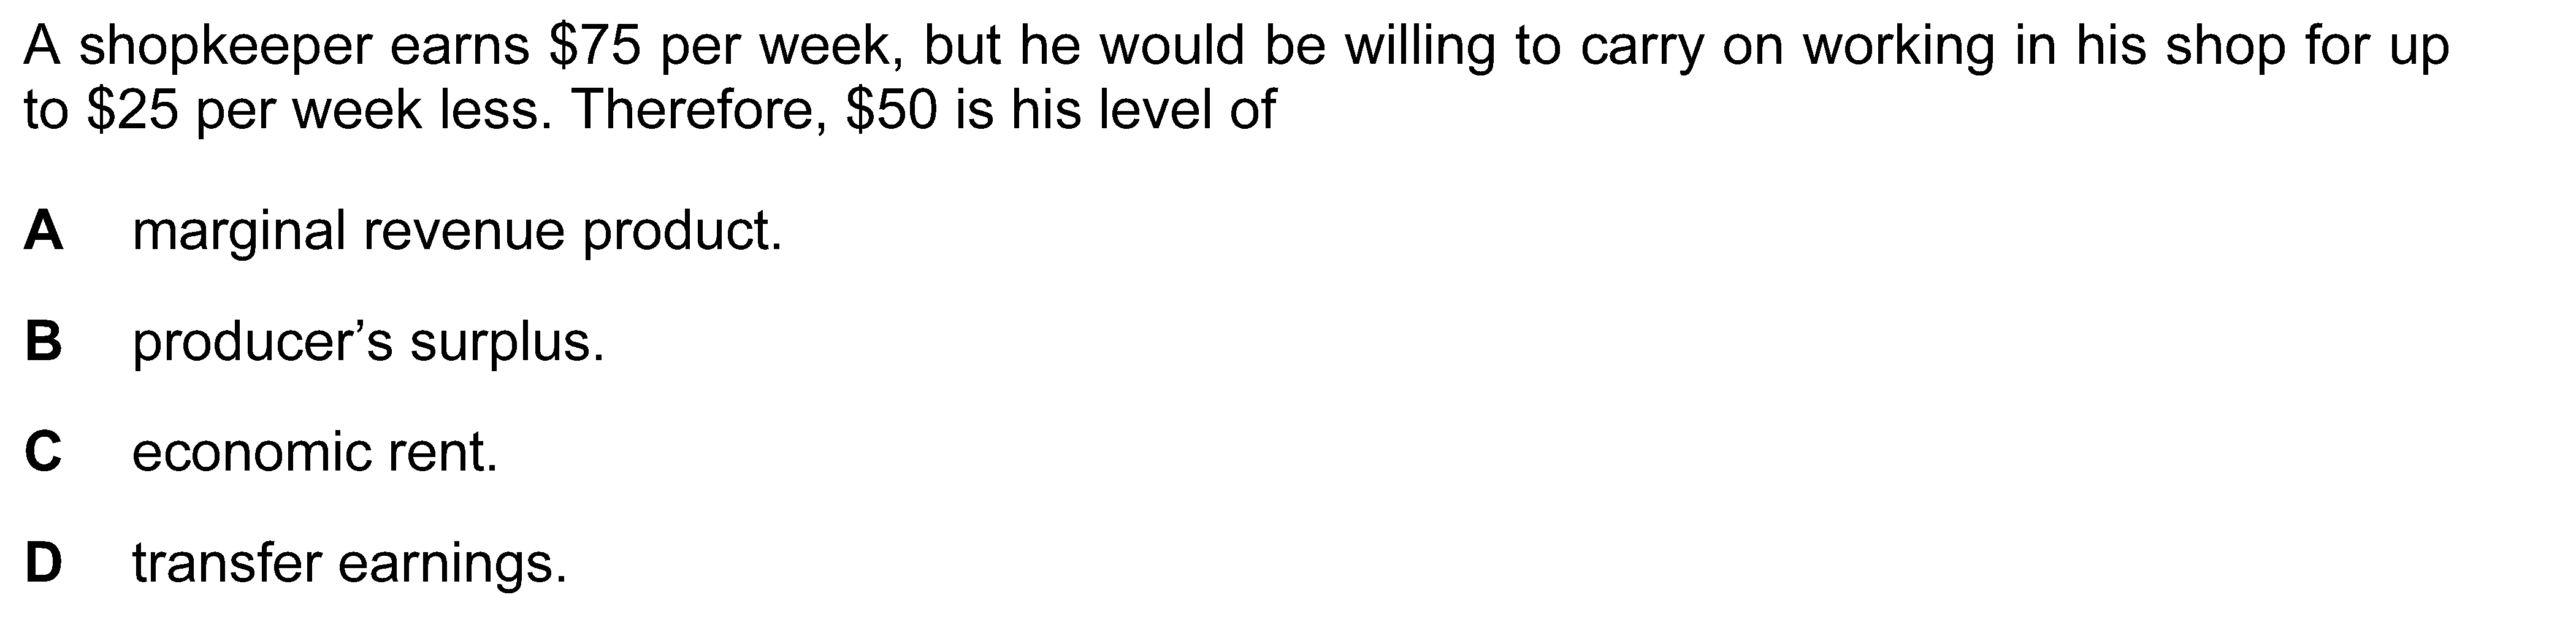 A shopkeeper earns $75 per week, but he would be willing to carry on working in his shop for up
to $25 per week less. Therefore, $50 is his level of
A marginal revenue product.
B producer’s surplus.
C economic rent.
D transfer earnings.